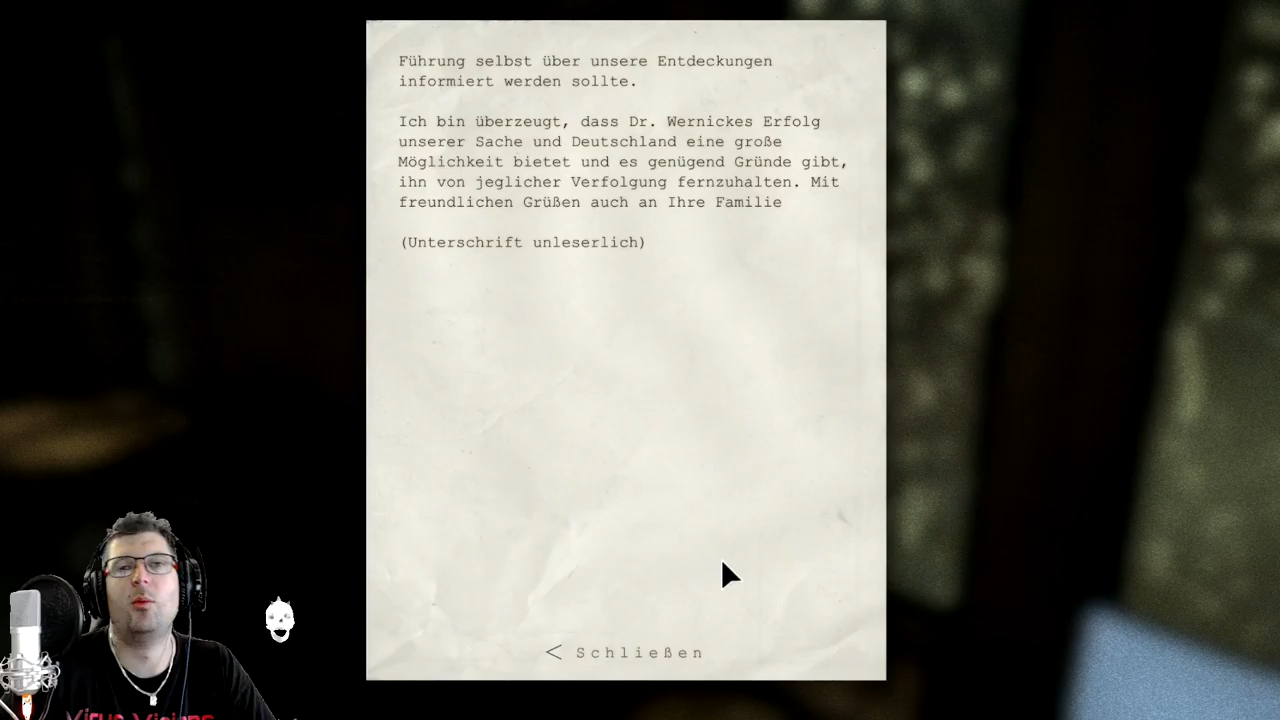 Führung selbst über unsere Entdeckungen
informiert werden sollte.
Ich bin überzeugt, dass Dr. Wernickes Erfolg
unserer Sache und Deutschland eine große
Möglichkeit bietet und es genügend Gründe gibt,
ihn von jeglicher Verfolgung fernzuhalten. Mit
freundlichen Grüßen auch an Ihre Familie
(Unterschrift unleserlich)
< Schließen